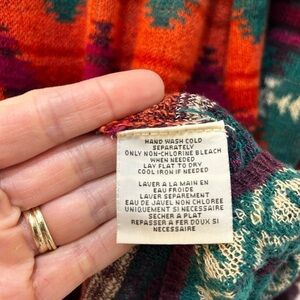 HAND WASH COLD
SEPARATELY
ONLY NON-CHLORINE BLEACH
WHEN NEEDED
LAY FLAT TO DRY
COOL IRON IF NEEDED
LAVER A LA MAIN EN
EAU FROIDE
LAVER SEPAREMENT
EAU DE JAVEL NON CHLOREE
UNIQUEMENT SI NECESSAIRE
SECHER A PLAT
REPASSER A FER DOUX SI
NECESSAIRE